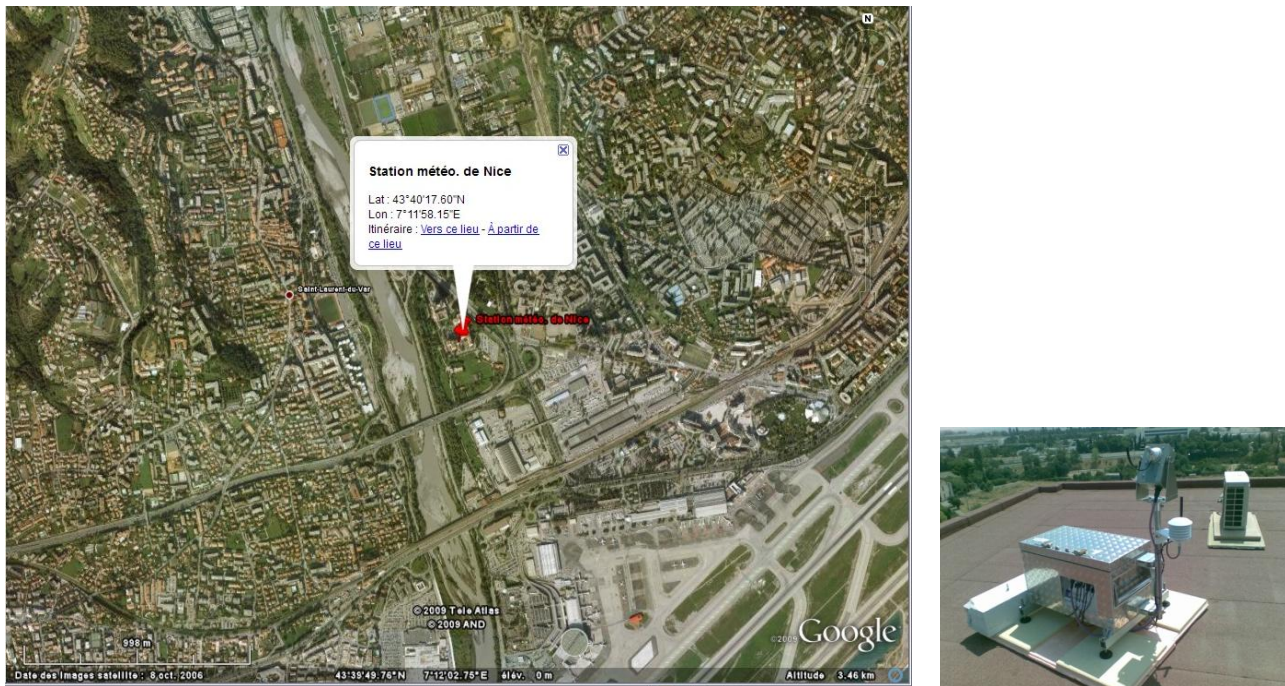 N
Station météo. de Nice
Lat : 43°40'17.60"N
Lon : 7°11'58.15"E
Itinéraire : Vers ce lieu - À partir de
ce lieu
Saint-Laurent-du-Var
Station météo. de Nice
© 2009 Tele Atlas
© 2009 AND
©2009 Google
998 m
Date des images satellite : 8 oct. 2006 43°39'49.76"N 7°12'02.75"E élév. 0 m Altitude 3.46 km